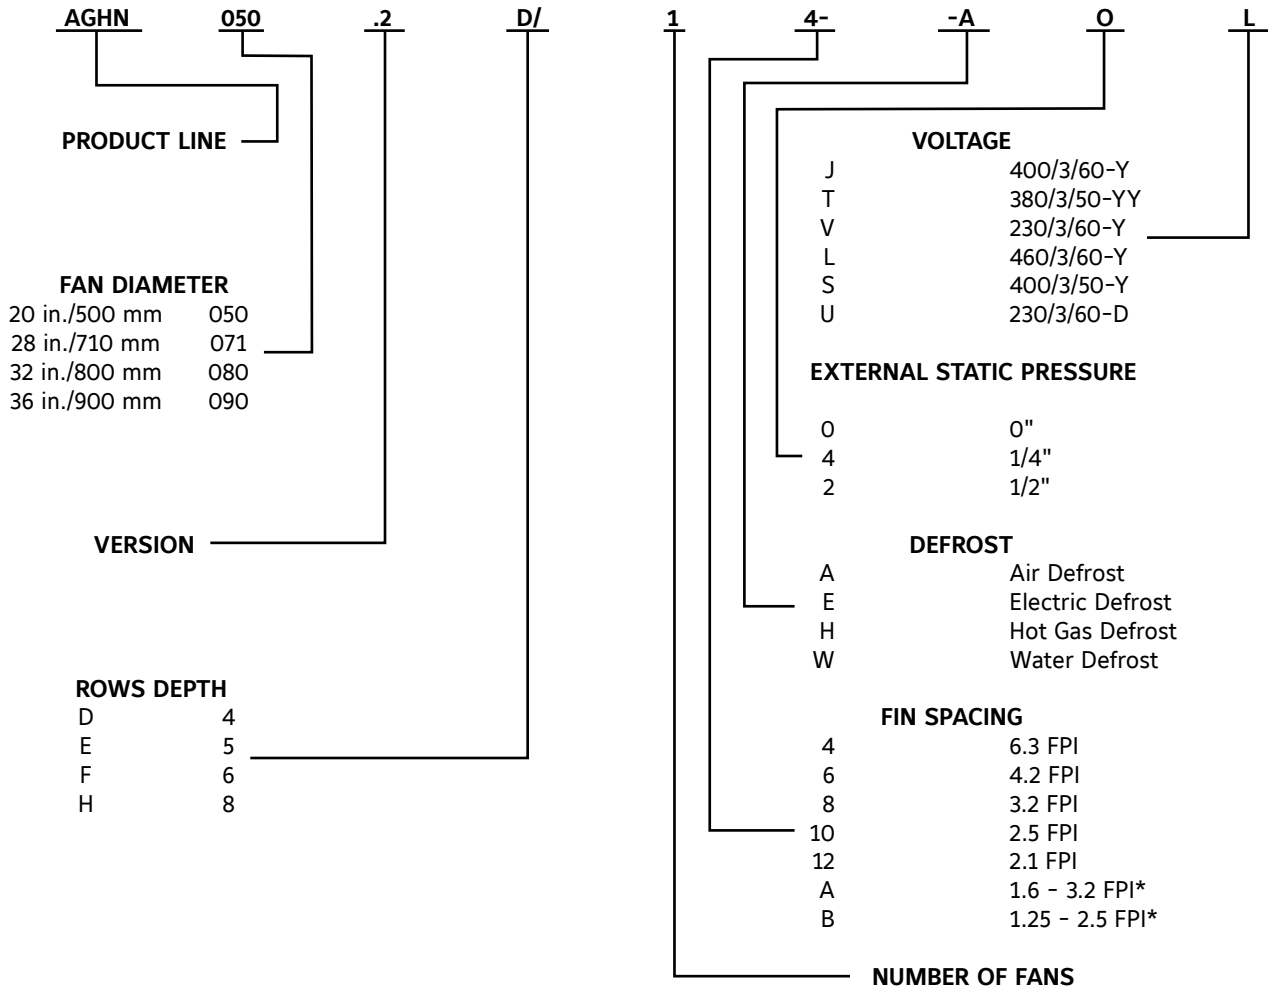 AGHN 050 .2 D/ 1 4- -A O L
PRODUCT LINE
FAN DIAMETER
20 in./500 mm 050
28 in./710 mm 071
32 in./800 mm 080
36 in./900 mm 090
VERSION
ROWS DEPTH
D 4
E 5
F 6
H 8
VOLTAGE
J 400/3/60-Y
T 380/3/50-YY
V 230/3/60-Y
L 460/3/60-Y
S 400/3/50-Y
U 230/3/60-D
EXTERNAL STATIC PRESSURE
0 0"
4 1/4"
2 1/2"
DEFROST
A Air Defrost
E Electric Defrost
H Hot Gas Defrost
W Water Defrost
FIN SPACING
4 6.3 FPI
6 4.2 FPI
8 3.2 FPI
10 2.5 FPI
12 2.1 FPI
A 1.6 - 3.2 FPI*
B 1.25 - 2.5 FPI*
NUMBER OF FANS